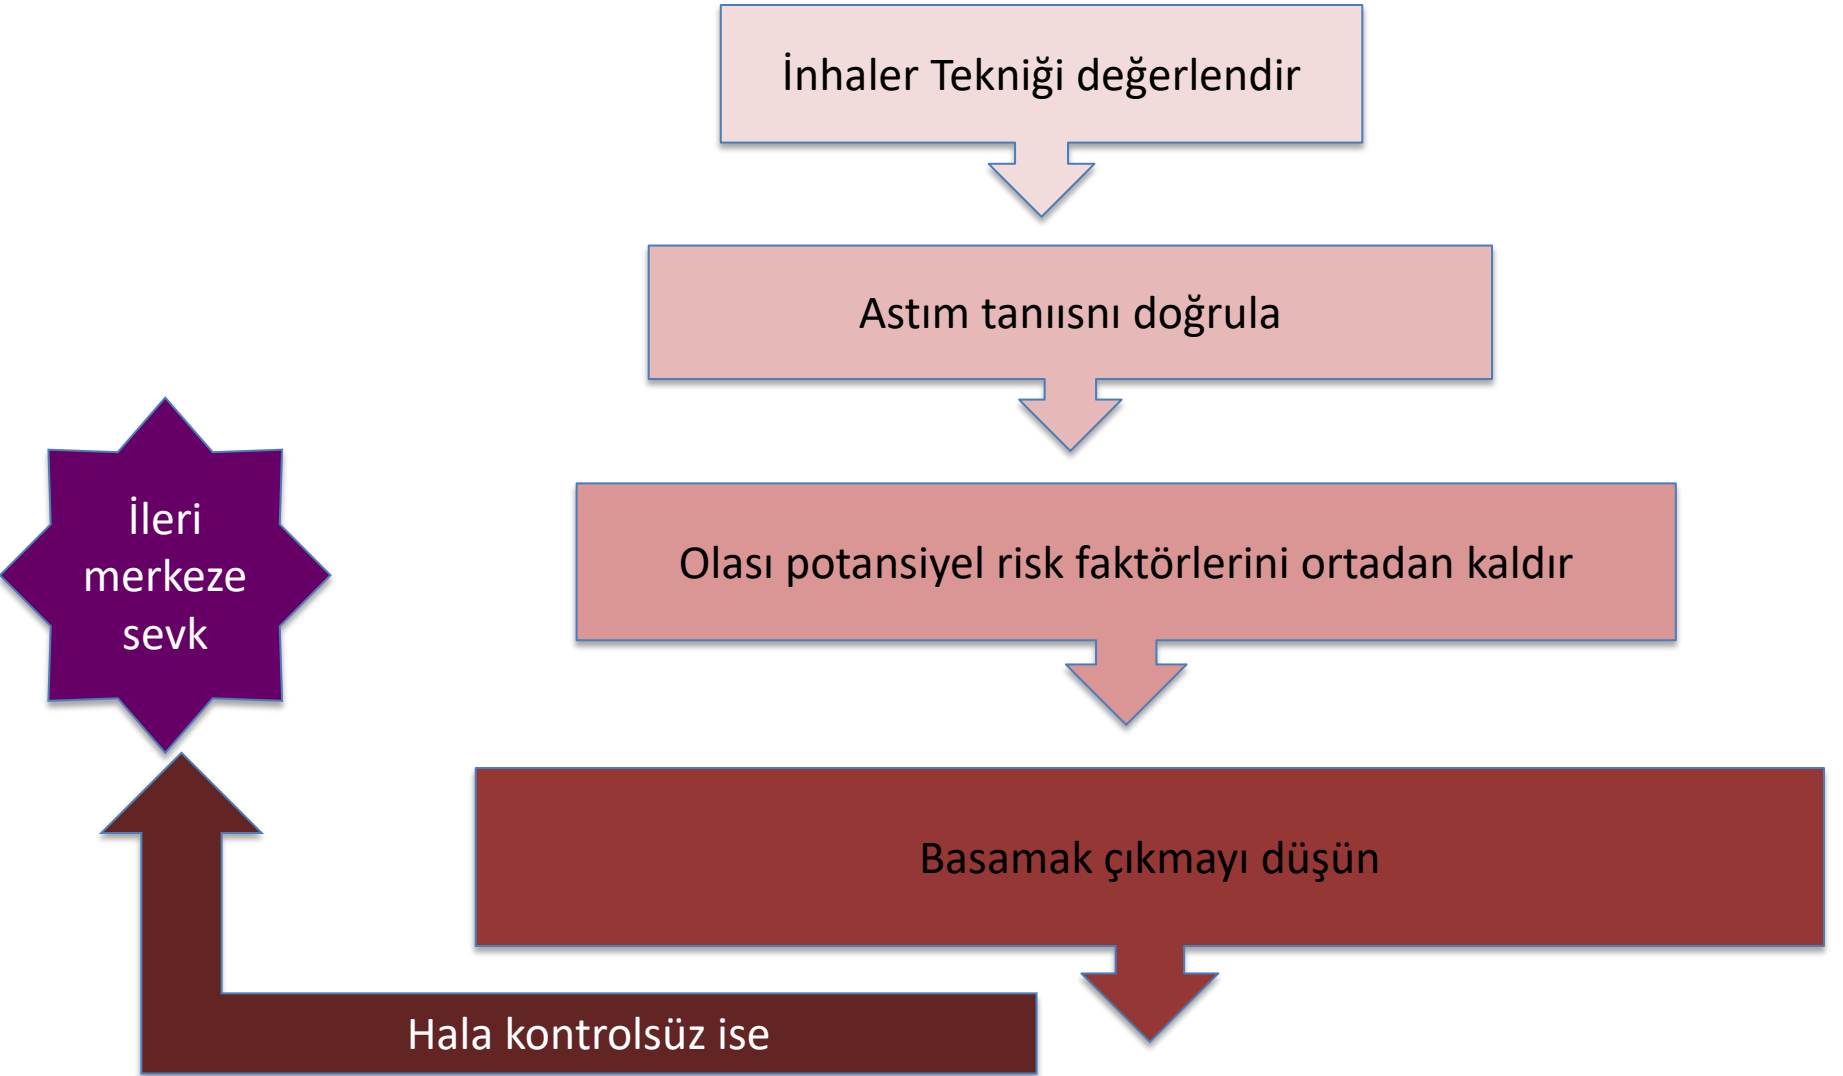 İnhaler Tekniği değerlendir
Astım tanıısnı doğrula
Olası potansiyel risk faktörlerini ortadan kaldır
Basamak çıkmayı düşün
Hala kontrolsüz ise
İleri
merkeze
sevk